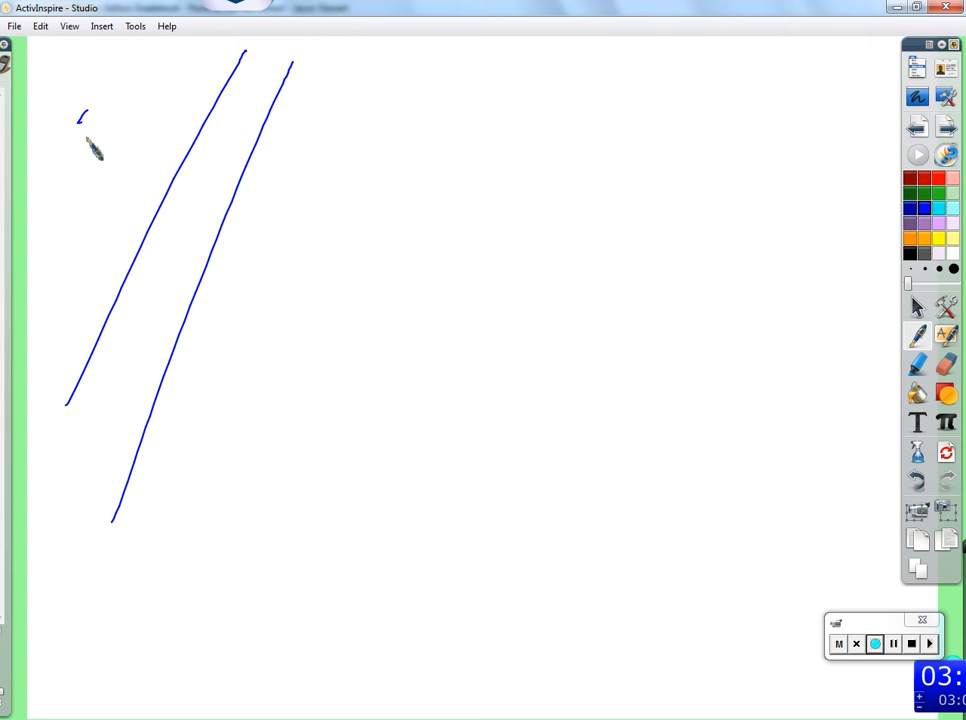 ActivInspire - Studio
File Edit View Insert Tools Help
T π
M
03: